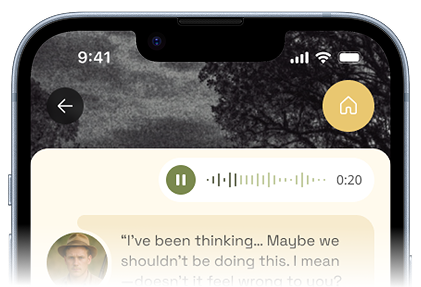 9:41
0:20
“I’ve been thinking... Maybe we
shouldn’t be doing this. I mean
—doesn’t it feel wrong to you?